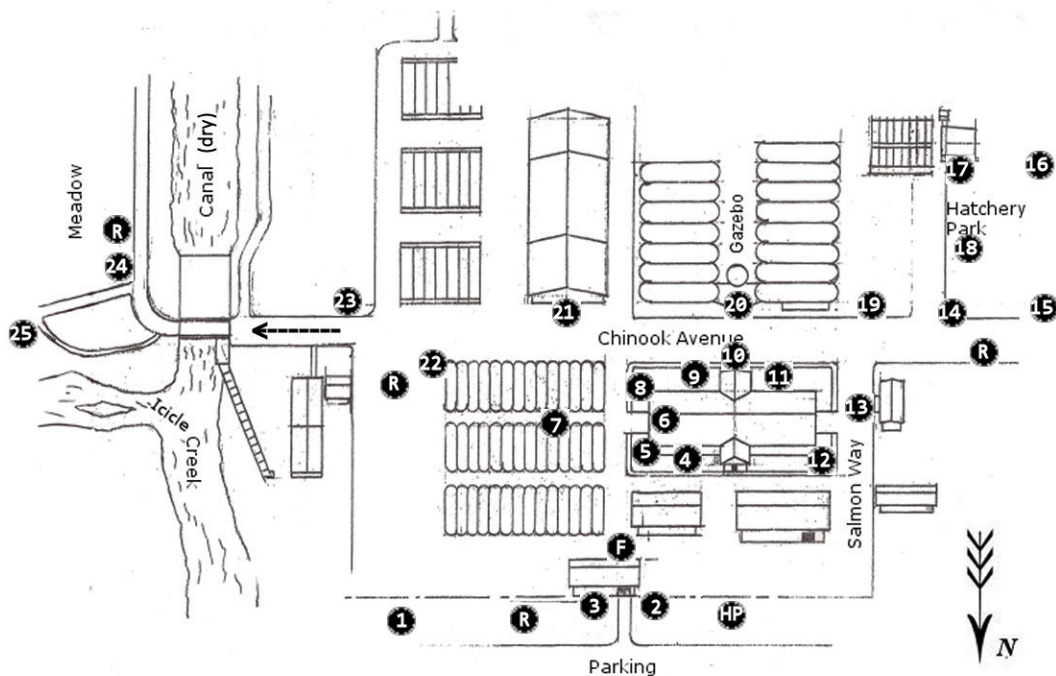 Meadow
Canal (dry)
R
24
25
23
21
Gazebo
20
19
17
16
Hatchery
Park
18
14
15
Chinook Avenue
R
22
R
7
10
9
11
8
6
5
4
12
13
Salmon Way
Icicle
Creek
F
1
R
3
2
HP
Parking
N